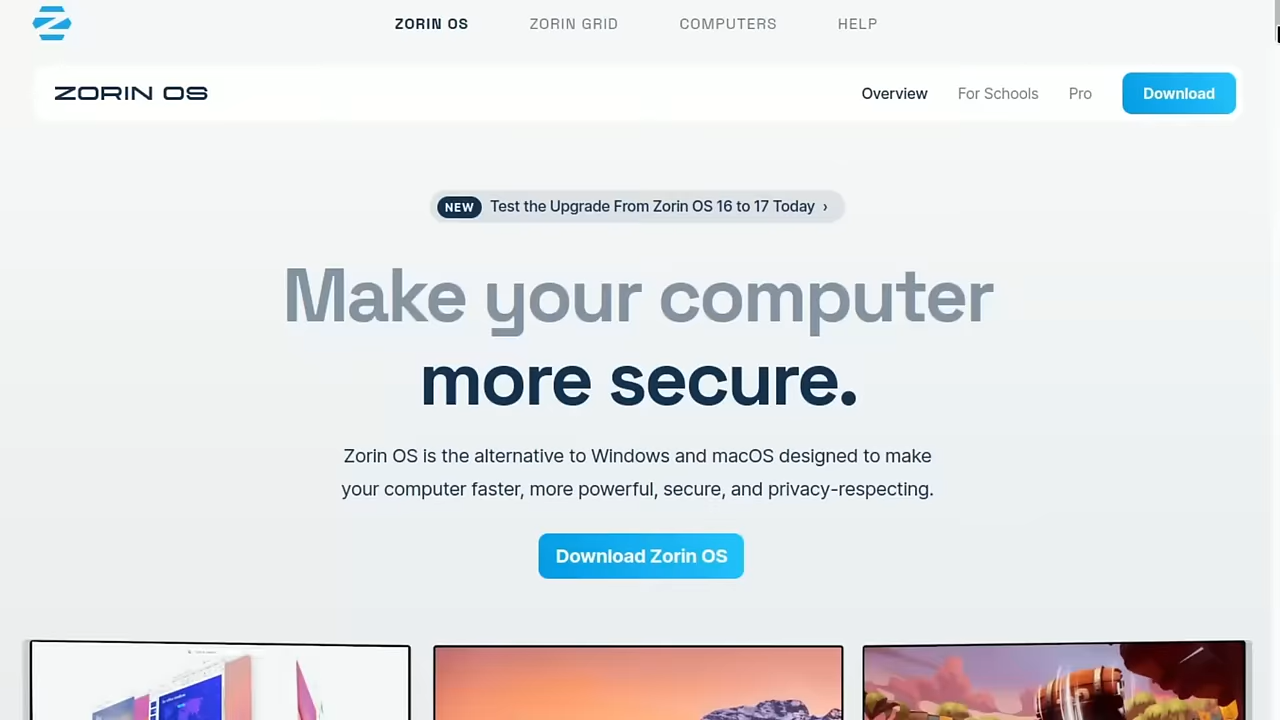 ZORIN OS
ZORIN GRID
COMPUTERS
HELP
ZORIN OS
Overview
For Schools
Pro
Download
NEW Test the Upgrade From Zorin OS 16 to 17 Today ›
Make your computer
more secure.
Zorin OS is the alternative to Windows and macOS designed to make
your computer faster, more powerful, secure, and privacy-respecting.
Download Zorin OS